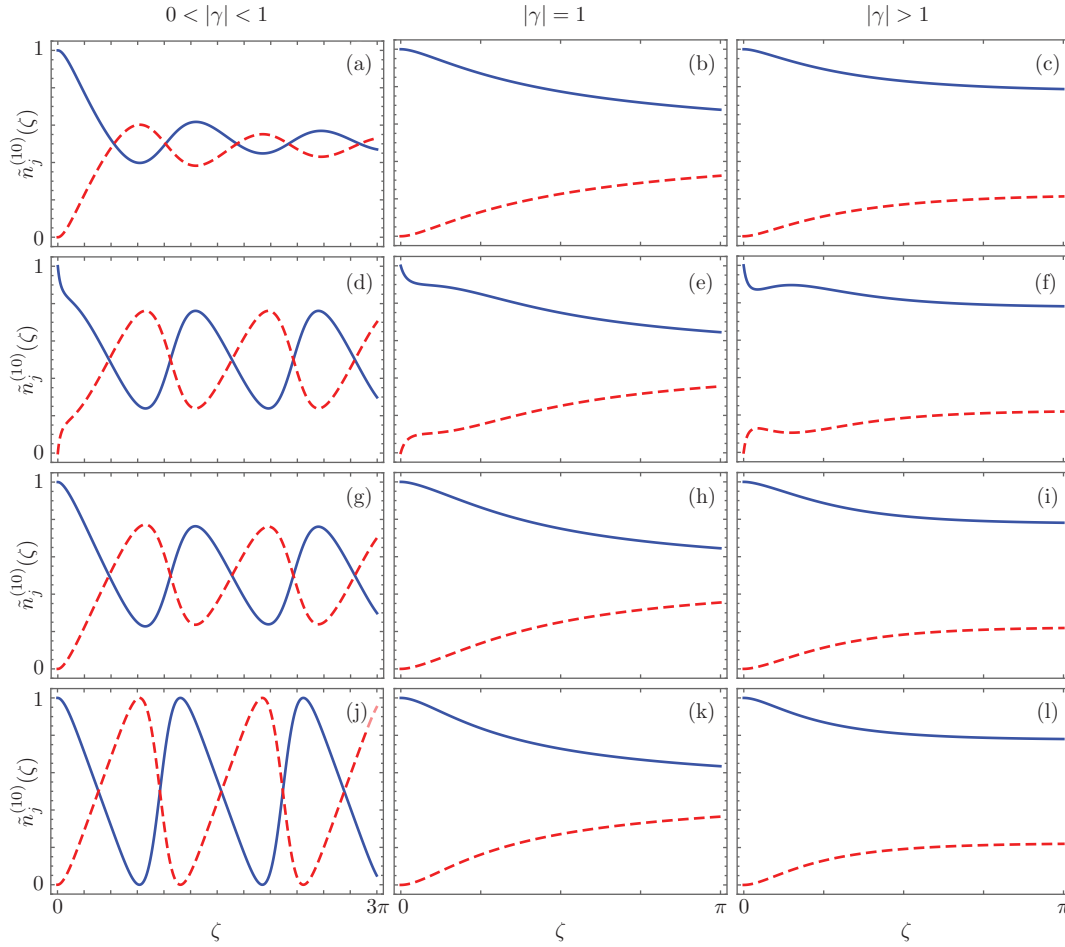 0 < |γ| < 1 |γ| = 1 |γ| > 1
1 (a) (b) (c)
ñ_j^{(10)}(ζ)
0
1 (d) (e) (f)
ñ_j^{(10)}(ζ)
0
1 (g) (h) (i)
ñ_j^{(10)}(ζ)
0
1 (j) (k) (l)
ñ_j^{(10)}(ζ)
0
0 3π 0 π 0 π
ζ ζ ζ